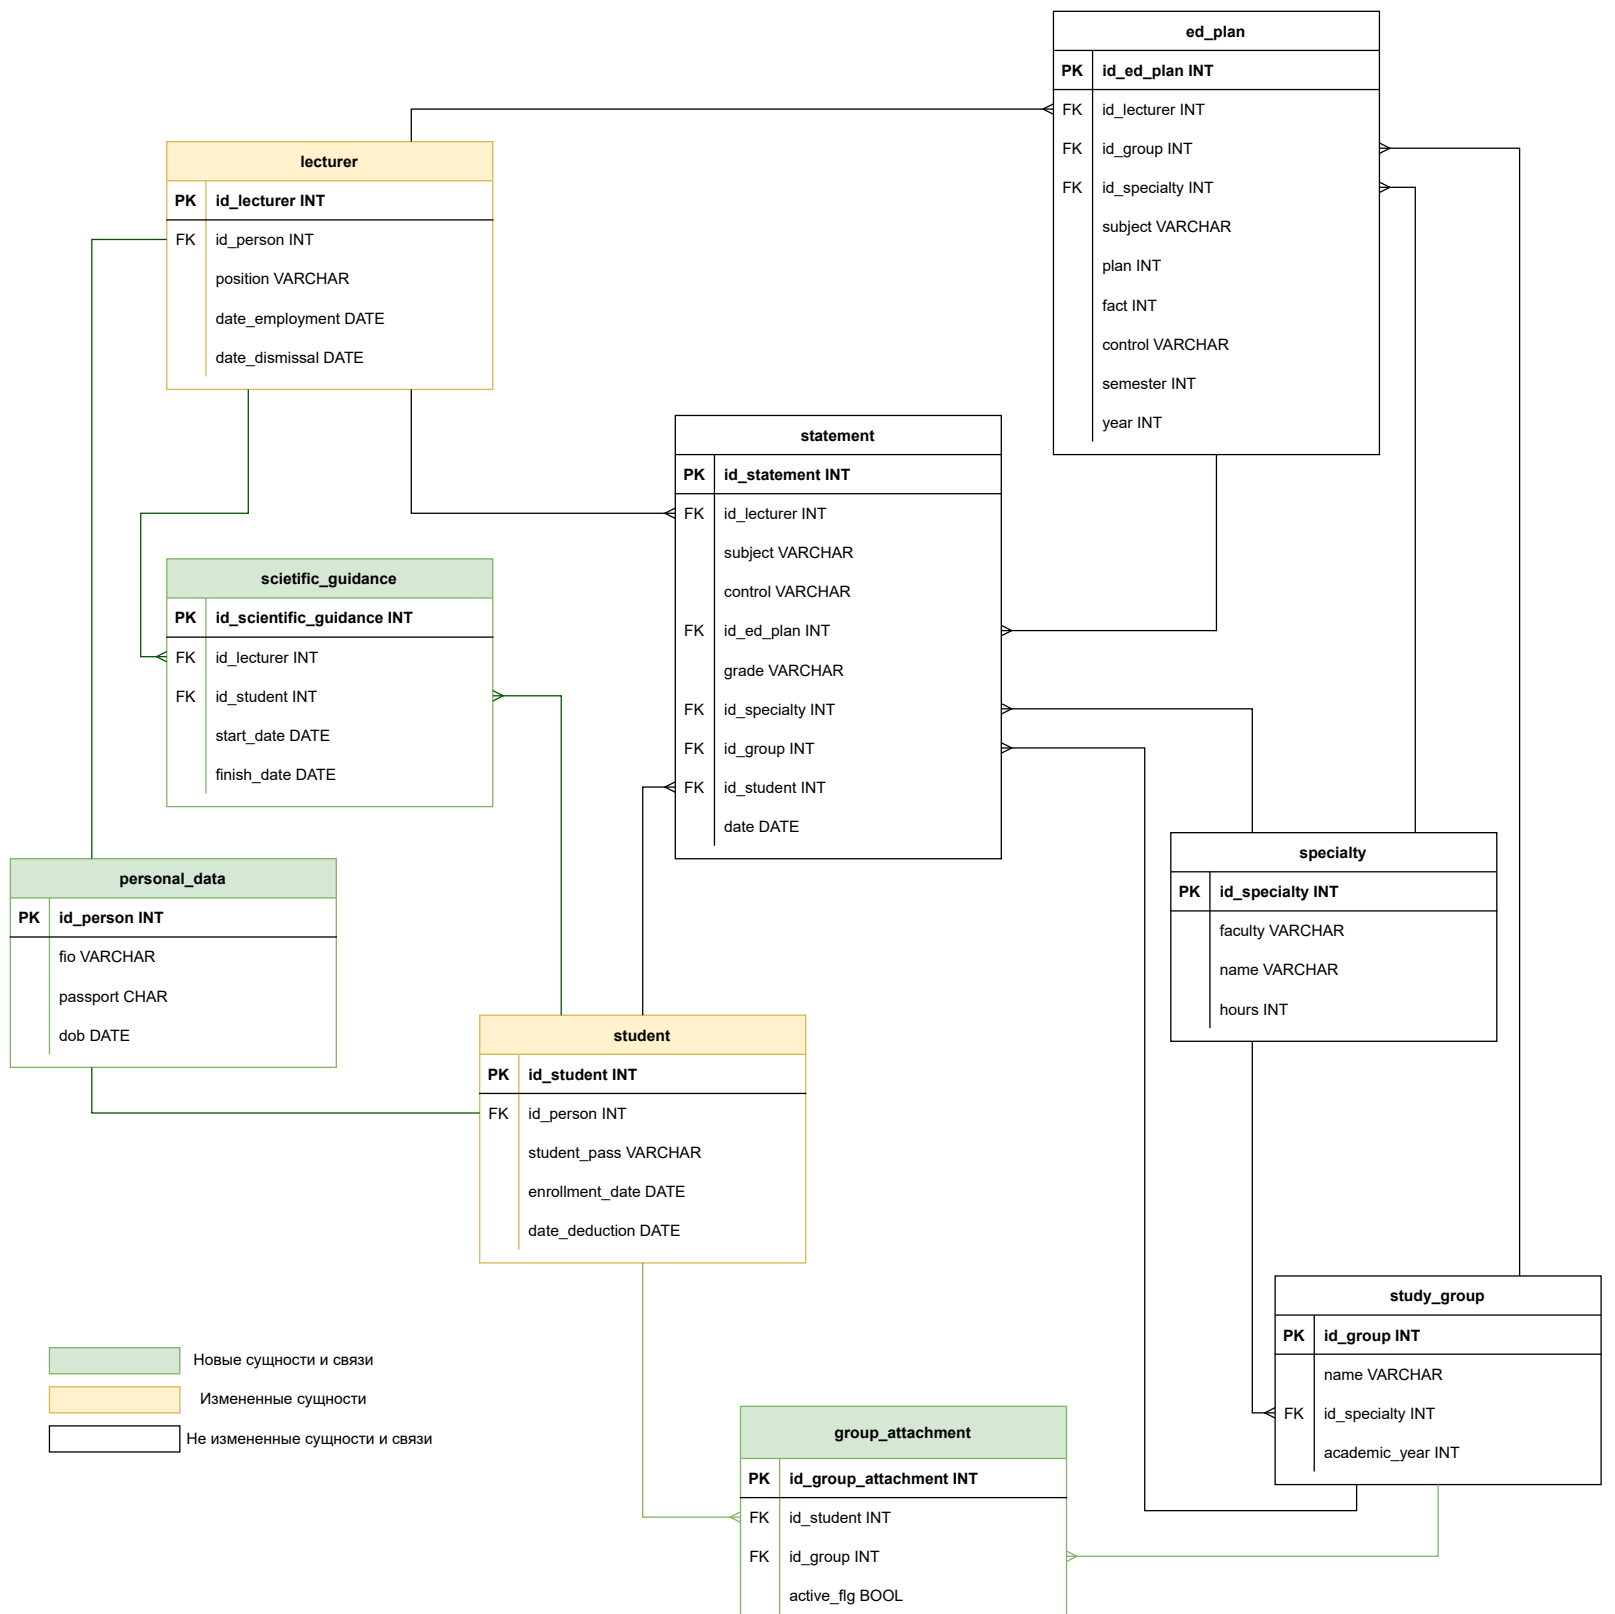 ed_plan
PK id_ed_plan INT
FK id_lecturer INT
FK id_group INT
FK id_specialty INT
subject VARCHAR
plan INT
fact INT
control VARCHAR
semester INT
year INT
lecturer
PK id_lecturer INT
FK id_person INT
position VARCHAR
date_employment DATE
date_dismissal DATE
statement
PK id_statement INT
FK id_lecturer INT
subject VARCHAR
control VARCHAR
FK id_ed_plan INT
grade VARCHAR
FK id_specialty INT
FK id_group INT
FK id_student INT
date DATE
scietific_guidance
PK id_scientific_guidance INT
FK id_lecturer INT
FK id_student INT
start_date DATE
finish_date DATE
specialty
PK id_specialty INT
faculty VARCHAR
name VARCHAR
hours INT
personal_data
PK id_person INT
fio VARCHAR
passport CHAR
dob DATE
student
PK id_student INT
FK id_person INT
student_pass VARCHAR
enrollment_date DATE
date_deduction DATE
study_group
PK id_group INT
name VARCHAR
FK id_specialty INT
academic_year INT
Новые сущности и связи
Измененные сущности
Не измененные сущности и связи
group_attachment
PK id_group_attachment INT
FK id_student INT
FK id_group INT
active_flg BOOL